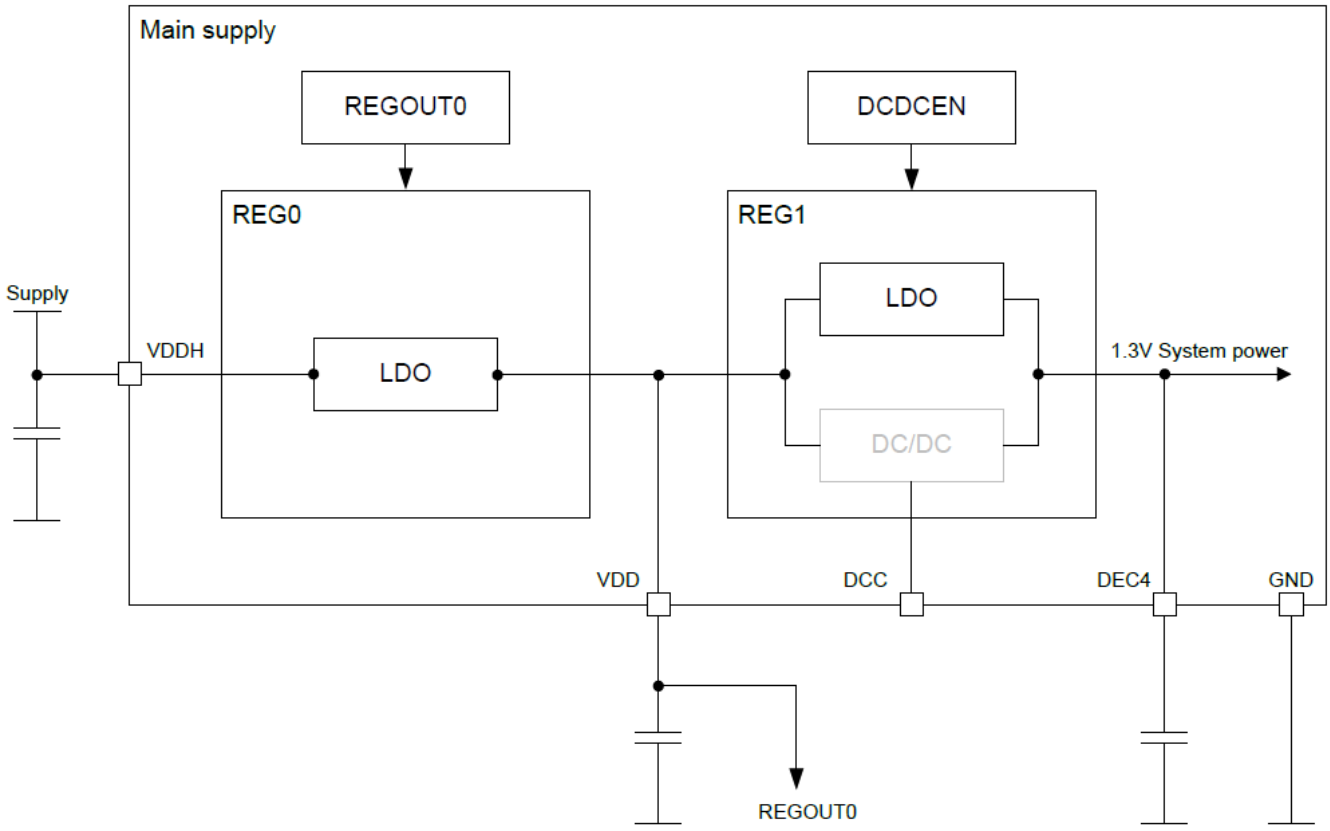 Main supply
REGOUT0
DCDCEN
REG0
REG1
Supply
VDDH
LDO
LDO
DC/DC
1.3V System power
VDD
DCC
DEC4
GND
REGOUT0